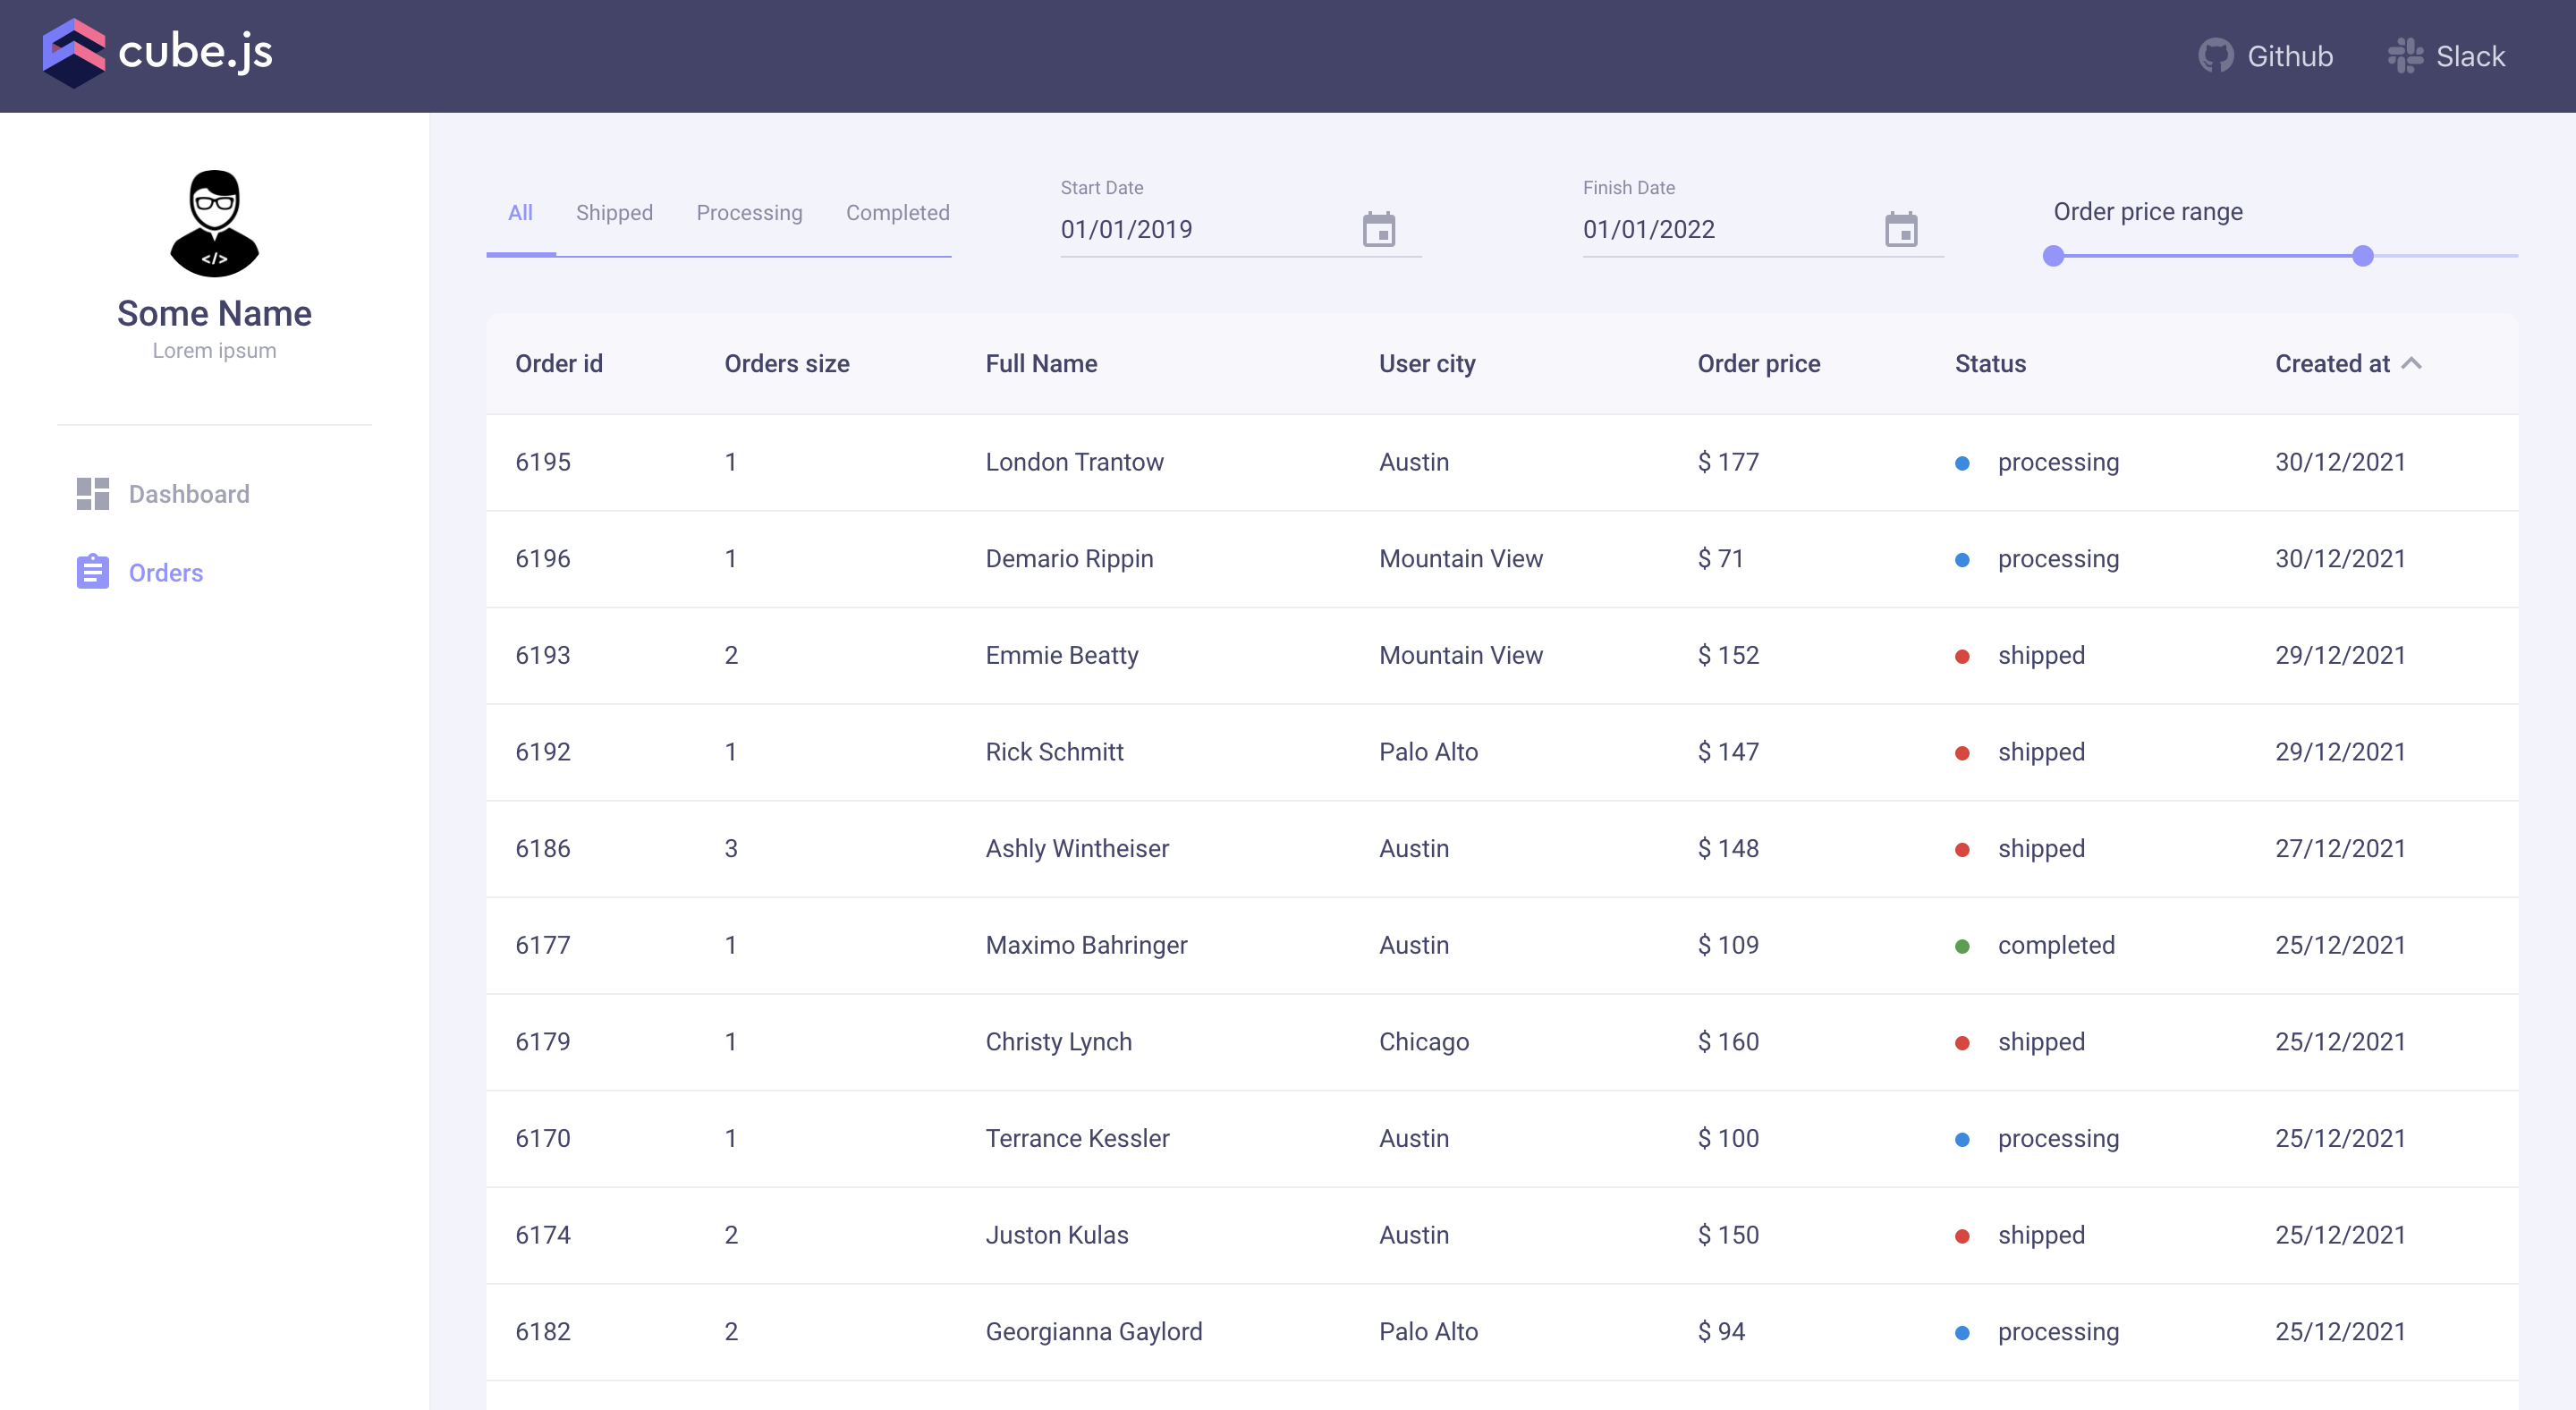 cube.js Github Slack
</>
Some Name
Lorem ipsum
Dashboard
Orders
All Shipped Processing Completed
Start Date
01/01/2019
Finish Date
01/01/2022
Order price range
Order id Orders size Full Name User city Order price Status Created at
6195 1 London Trantow Austin $ 177 processing 30/12/2021
6196 1 Demario Rippin Mountain View $ 71 processing 30/12/2021
6193 2 Emmie Beatty Mountain View $ 152 shipped 29/12/2021
6192 1 Rick Schmitt Palo Alto $ 147 shipped 29/12/2021
6186 3 Ashly Wintheiser Austin $ 148 shipped 27/12/2021
6177 1 Maximo Bahringer Austin $ 109 completed 25/12/2021
6179 1 Christy Lynch Chicago $ 160 shipped 25/12/2021
6170 1 Terrance Kessler Austin $ 100 processing 25/12/2021
6174 2 Juston Kulas Austin $ 150 shipped 25/12/2021
6182 2 Georgianna Gaylord Palo Alto $ 94 processing 25/12/2021